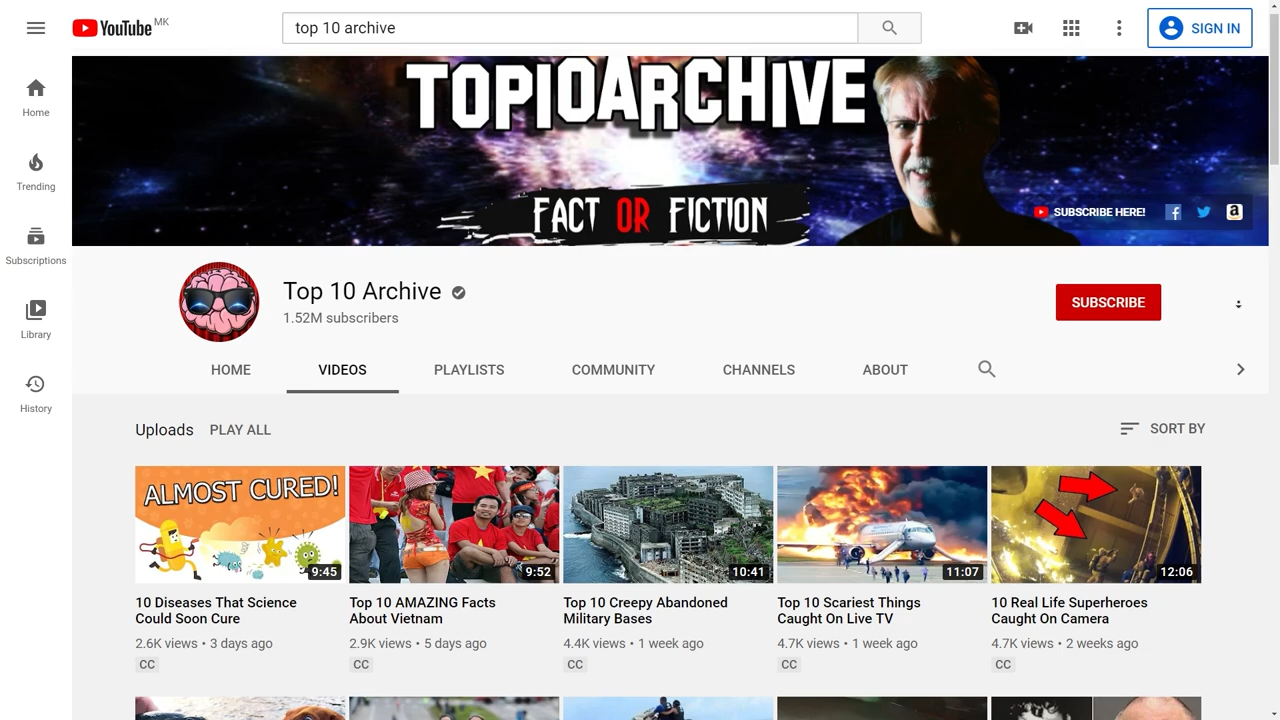 YouTube MK
top 10 archive
SIGN IN
Home
Trending
Subscriptions
Library
History
TOP10ARCHIVE
FACT OR FICTION
SUBSCRIBE HERE!
Top 10 Archive
1.52M subscribers
SUBSCRIBE
HOME VIDEOS PLAYLISTS COMMUNITY CHANNELS ABOUT
Uploads PLAY ALL SORT BY
ALMOST CURED!
9:45 9:52 10:41 11:07 12:06
10 Diseases That Science
Could Soon Cure
2.6K views • 3 days ago
CC
Top 10 AMAZING Facts
About Vietnam
2.9K views • 5 days ago
CC
Top 10 Creepy Abandoned
Military Bases
4.4K views • 1 week ago
CC
Top 10 Scariest Things
Caught On Live TV
4.7K views • 1 week ago
CC
10 Real Life Superheroes
Caught On Camera
4.7K views • 2 weeks ago
CC